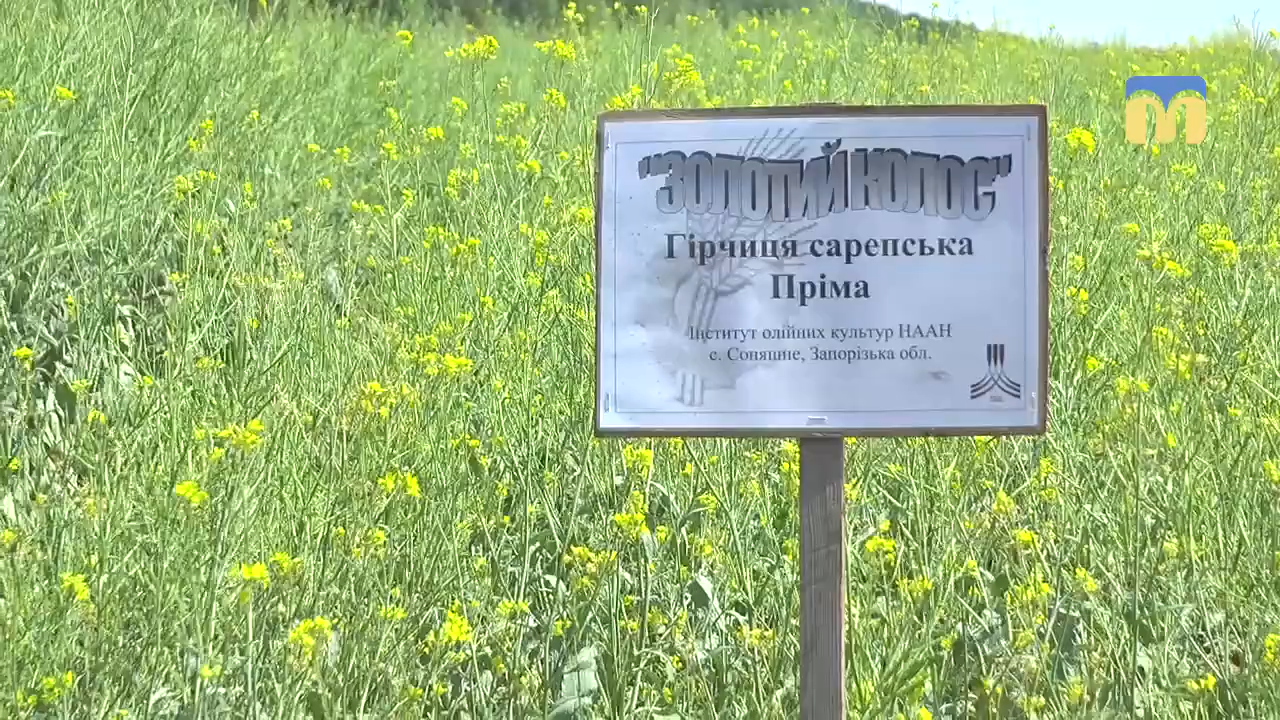 "ЗОЛОТИЙ КОЛОС"
Гірчиця сарепська
Пріма
Інститут олійних культур НААН
с. Сонячне, Запорізька обл.
m